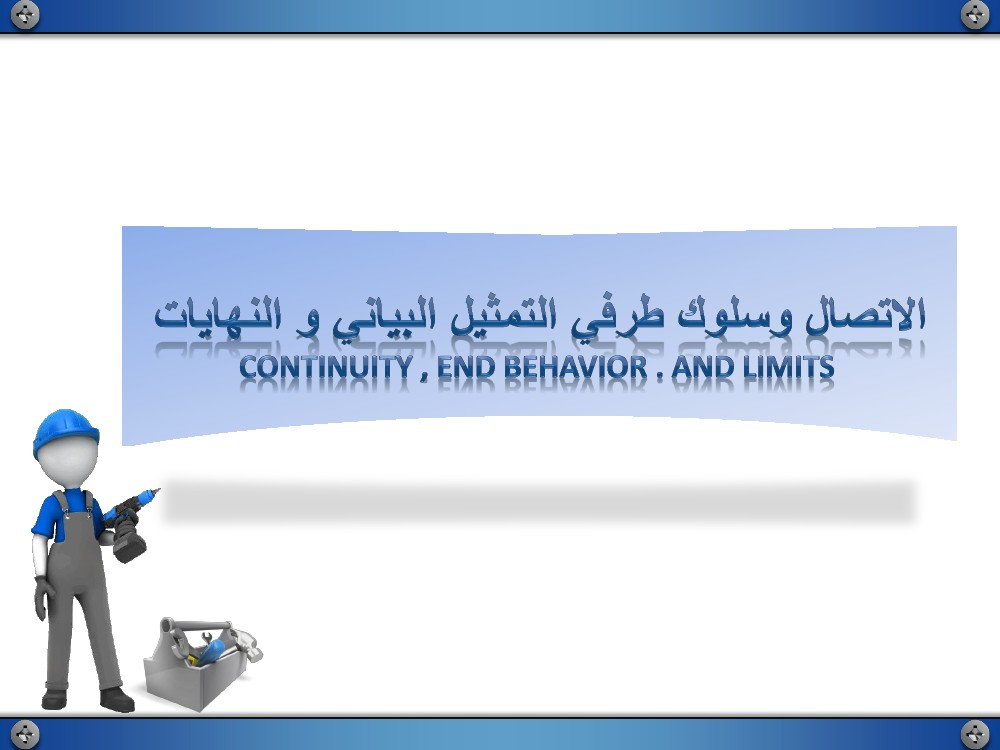 الاتصال وسلوك طرفي التمثيل البياني و النهايات
CONTINUITY , END BEHAVIOR . AND LIMITS